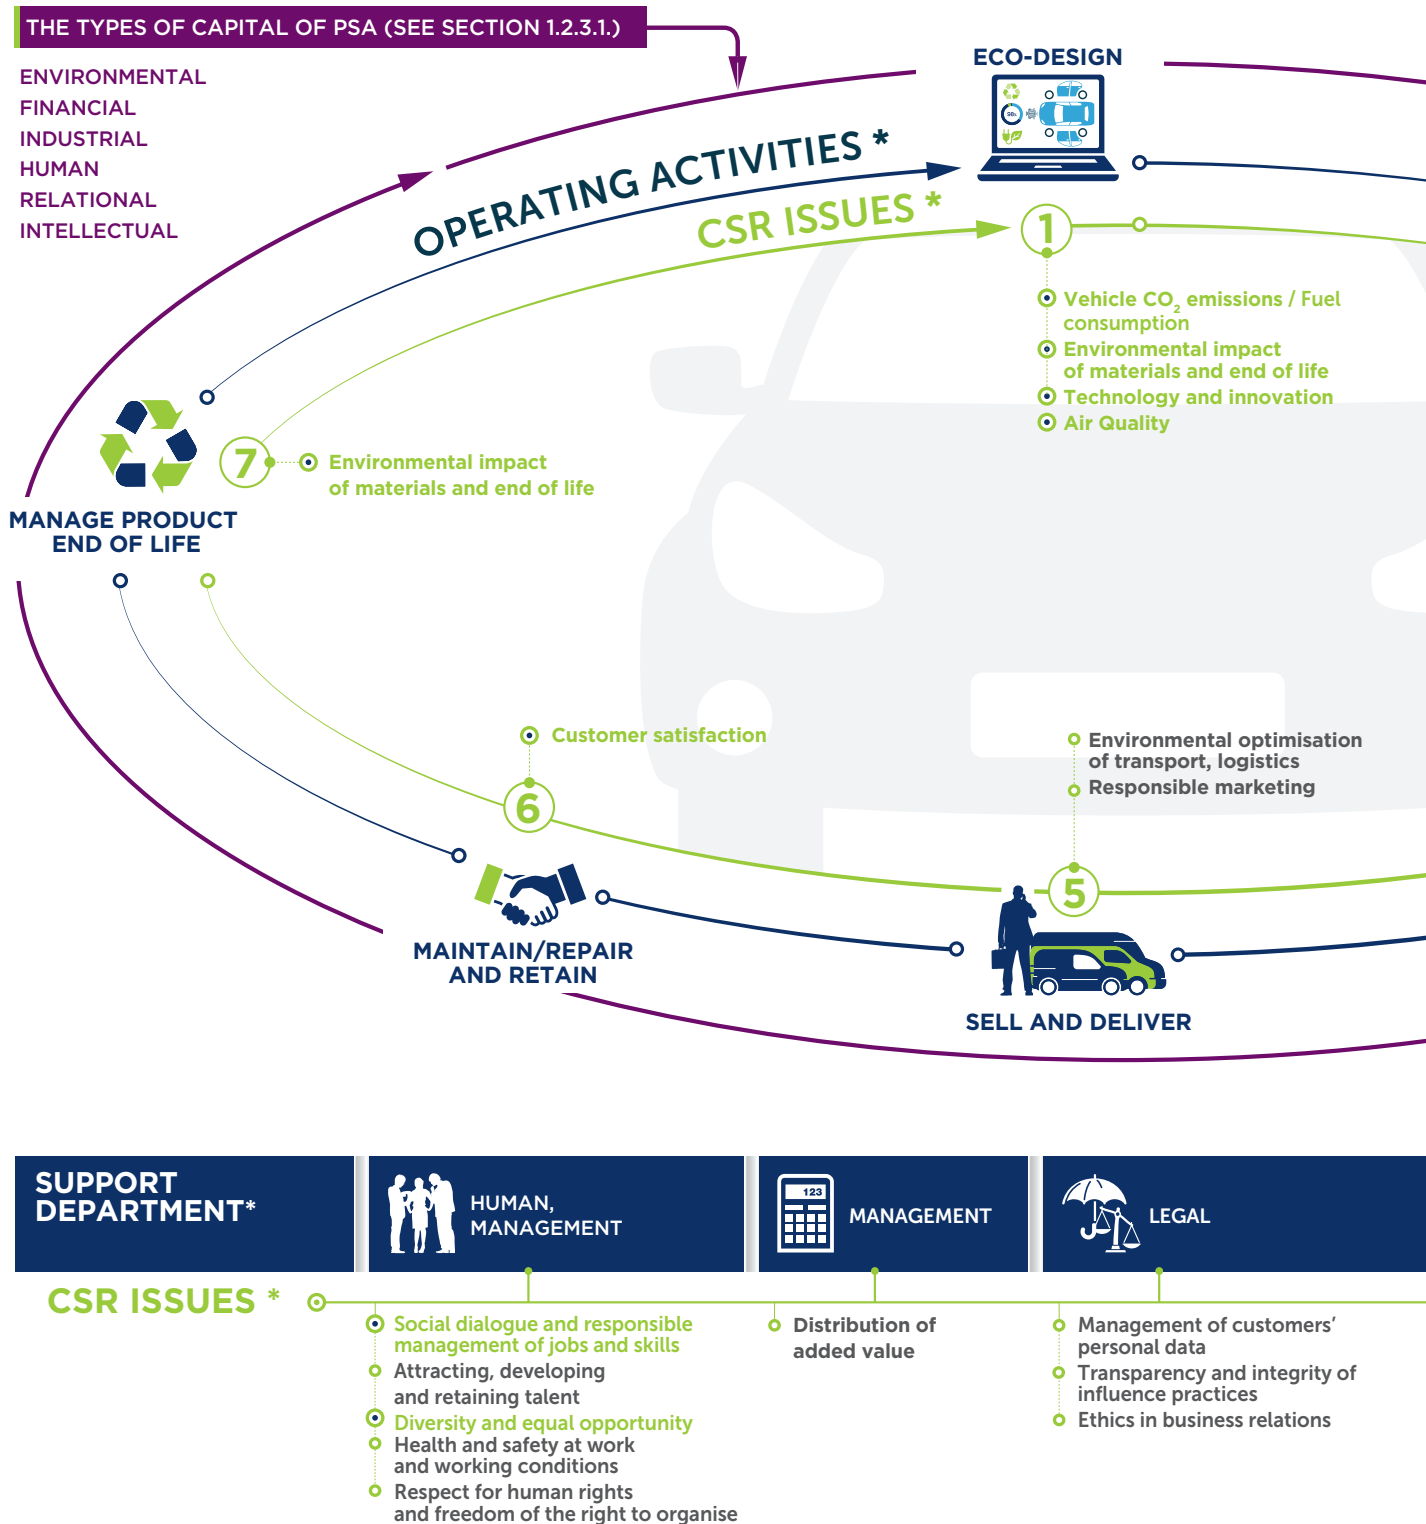 THE TYPES OF CAPITAL OF PSA (SEE SECTION 1.2.3.1.)
ENVIRONMENTAL
FINANCIAL
INDUSTRIAL
HUMAN
RELATIONAL
INTELLECTUAL
ECO-DESIGN
OPERATING ACTIVITIES *
CSR ISSUES *
1
Vehicle CO2 emissions / Fuel
consumption
Environmental impact
of materials and end of life
Technology and innovation
Air Quality
7
Environmental impact
of materials and end of life
MANAGE PRODUCT
END OF LIFE
Customer satisfaction
6
MAINTAIN/REPAIR
AND RETAIN
Environmental optimisation
of transport, logistics
Responsible marketing
5
SELL AND DELIVER
SUPPORT
DEPARTMENT*
HUMAN,
MANAGEMENT
123
MANAGEMENT
LEGAL
CSR ISSUES *
Social dialogue and responsible
management of jobs and skills
Attracting, developing
and retaining talent
Diversity and equal opportunity
Health and safety at work
and working conditions
Respect for human rights
and freedom of the right to organise
Distribution of
added value
Management of customers’
personal data
Transparency and integrity of
influence practices
Ethics in business relations